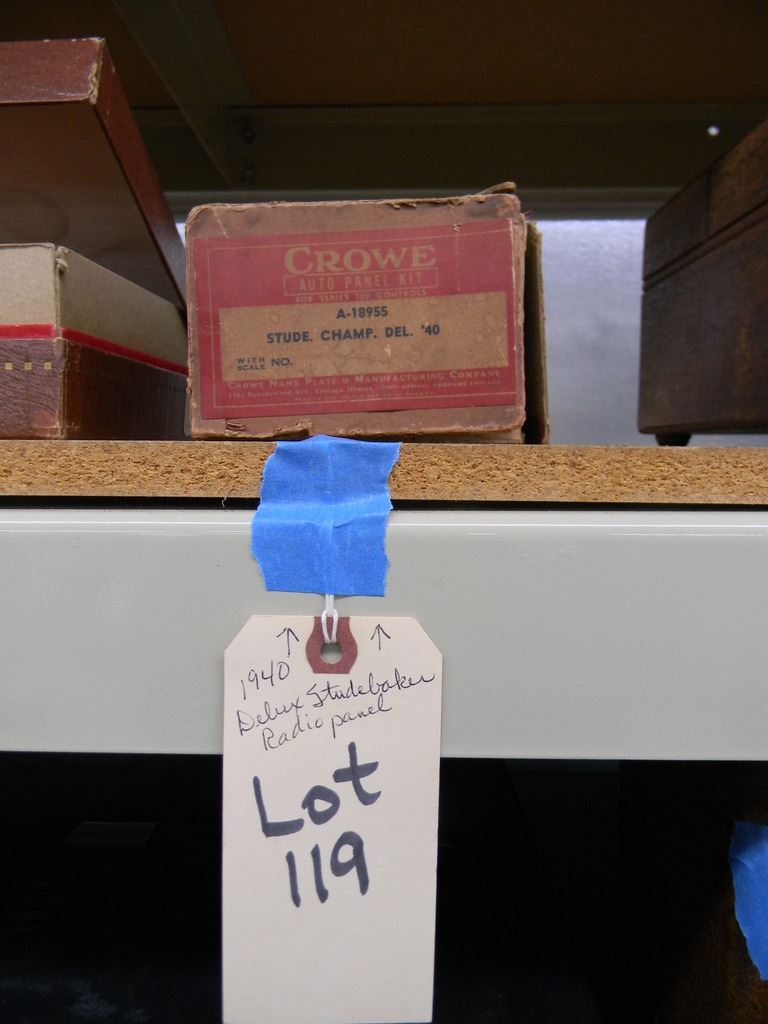 CROWE
AUTO PANEL KIT
FOR SERIES 100 CONTROLS
A-18955
STUDE. CHAMP. DEL. '40
WITH SCALE NO.
CROWE NAME PLATE & MANUFACTURING COMPANY
1940
Delux Studebaker
Radio panel
Lot
119